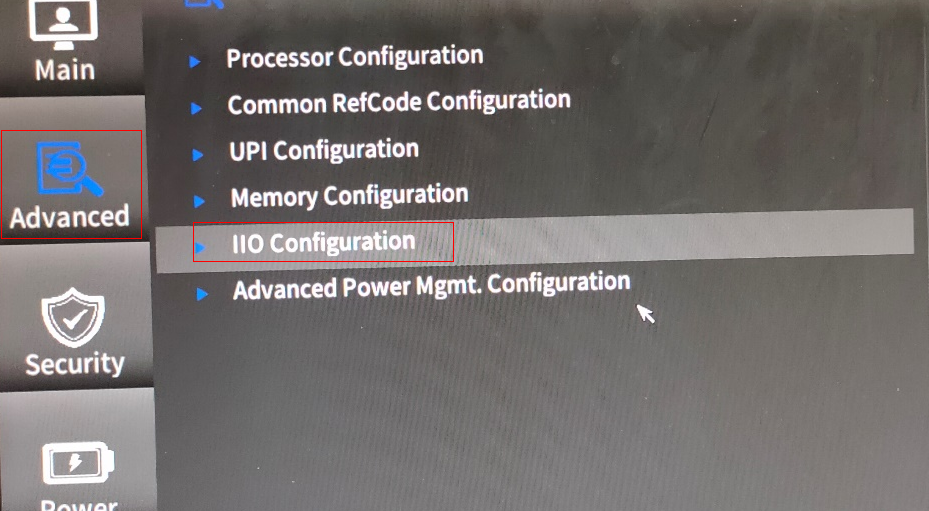 Main
Advanced
Security
Power
Processor Configuration
Common RefCode Configuration
UPI Configuration
Memory Configuration
IIO Configuration
Advanced Power Mgmt. Configuration